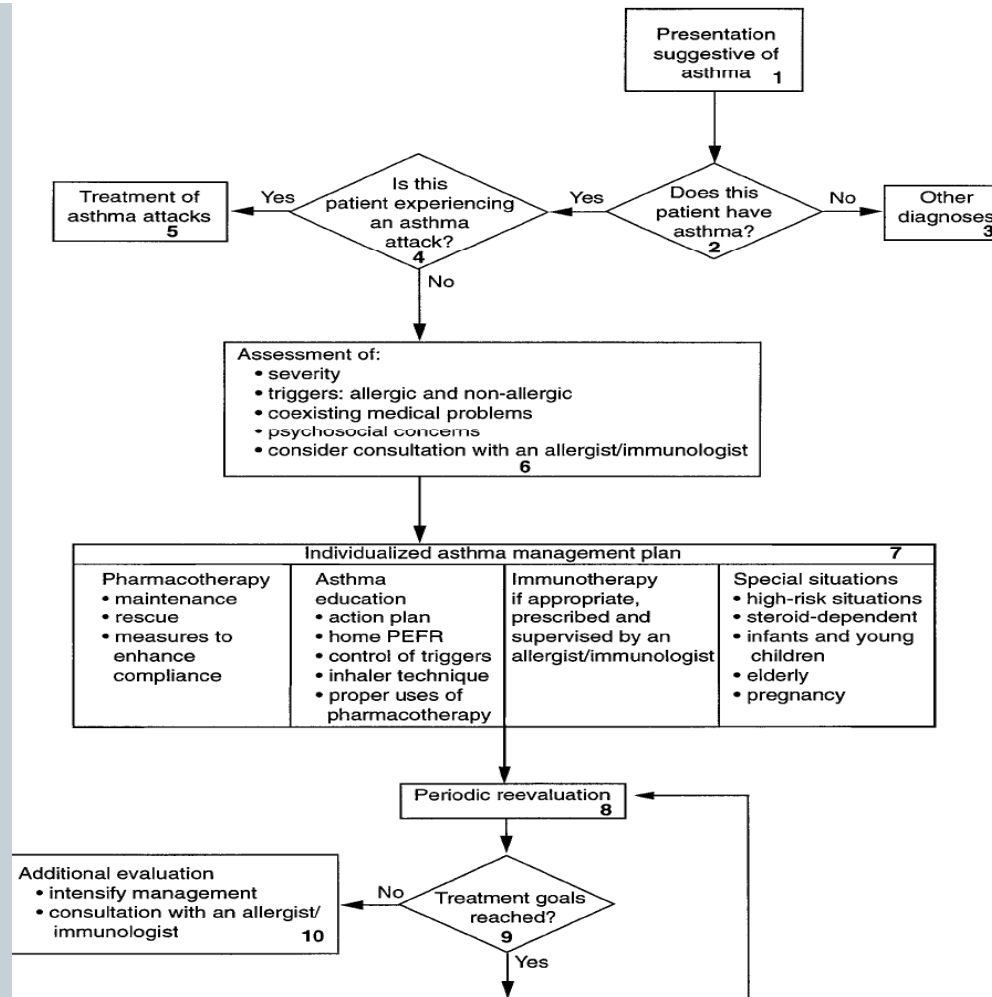 Presentation
suggestive of
asthma 1
Does this
patient have
asthma?
2
Yes
No
Other
diagnoses
3
Is this
patient experiencing
an asthma
attack?
4
Yes
No
Treatment of
asthma attacks
5
Assessment of:
• severity
• triggers: allergic and non-allergic
• coexisting medical problems
• psychosocial concerns
• consider consultation with an allergist/immunologist
6
Individualized asthma management plan 7
Pharmacotherapy
• maintenance
• rescue
• measures to
enhance
compliance
Asthma
education
• action plan
• home PEFR
• control of triggers
• inhaler technique
• proper uses of
pharmacotherapy
Immunotherapy
if appropriate,
prescribed and
supervised by an
allergist/immunologist
Special situations
• high-risk situations
• steroid-dependent
• infants and young
children
• elderly
• pregnancy
Periodic reevaluation
8
Treatment goals
reached?
9
No
Yes
Additional evaluation
• intensify management
• consultation with an allergist/
immunologist 10